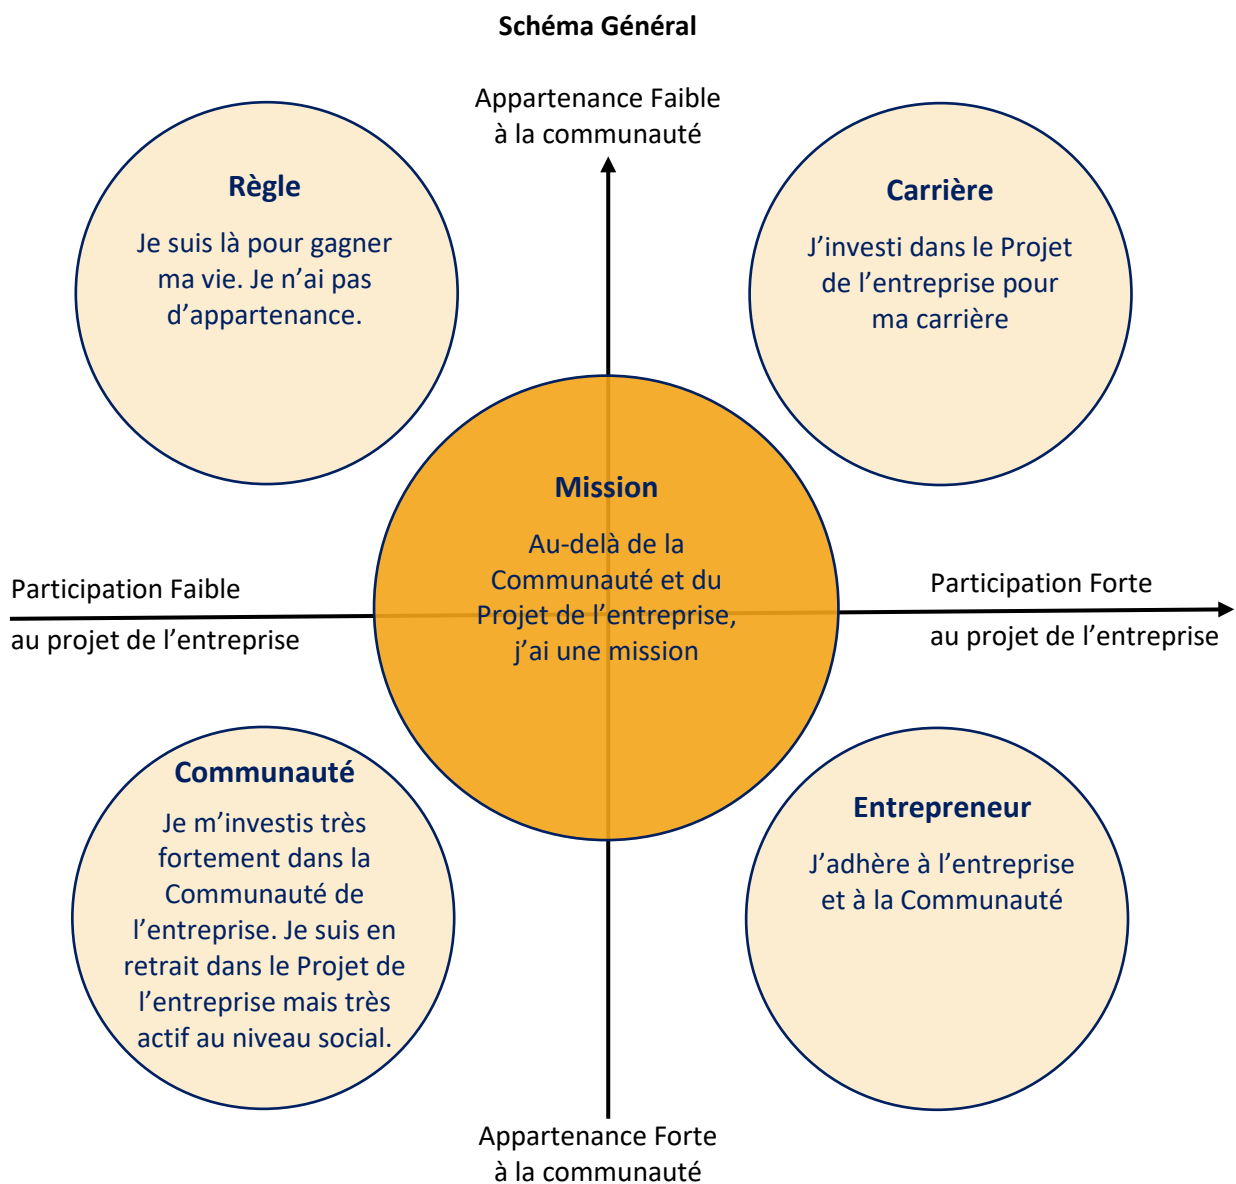 Schéma Général
Appartenance Faible
à la communauté
Règle
Je suis là pour gagner
ma vie. Je n’ai pas
d’appartenance.
Carrière
J’investi dans le Projet
de l’entreprise pour
ma carrière
Mission
Au-delà de la
Communauté et du
Projet de l’entreprise,
j’ai une mission
Participation Faible
au projet de l’entreprise
Participation Forte
au projet de l’entreprise
Communauté
Je m’investis très
fortement dans la
Communauté de
l’entreprise. Je suis en
retrait dans le Projet de
l’entreprise mais très
actif au niveau social.
Entrepreneur
J’adhère à l’entreprise
et à la Communauté
Appartenance Forte
à la communauté